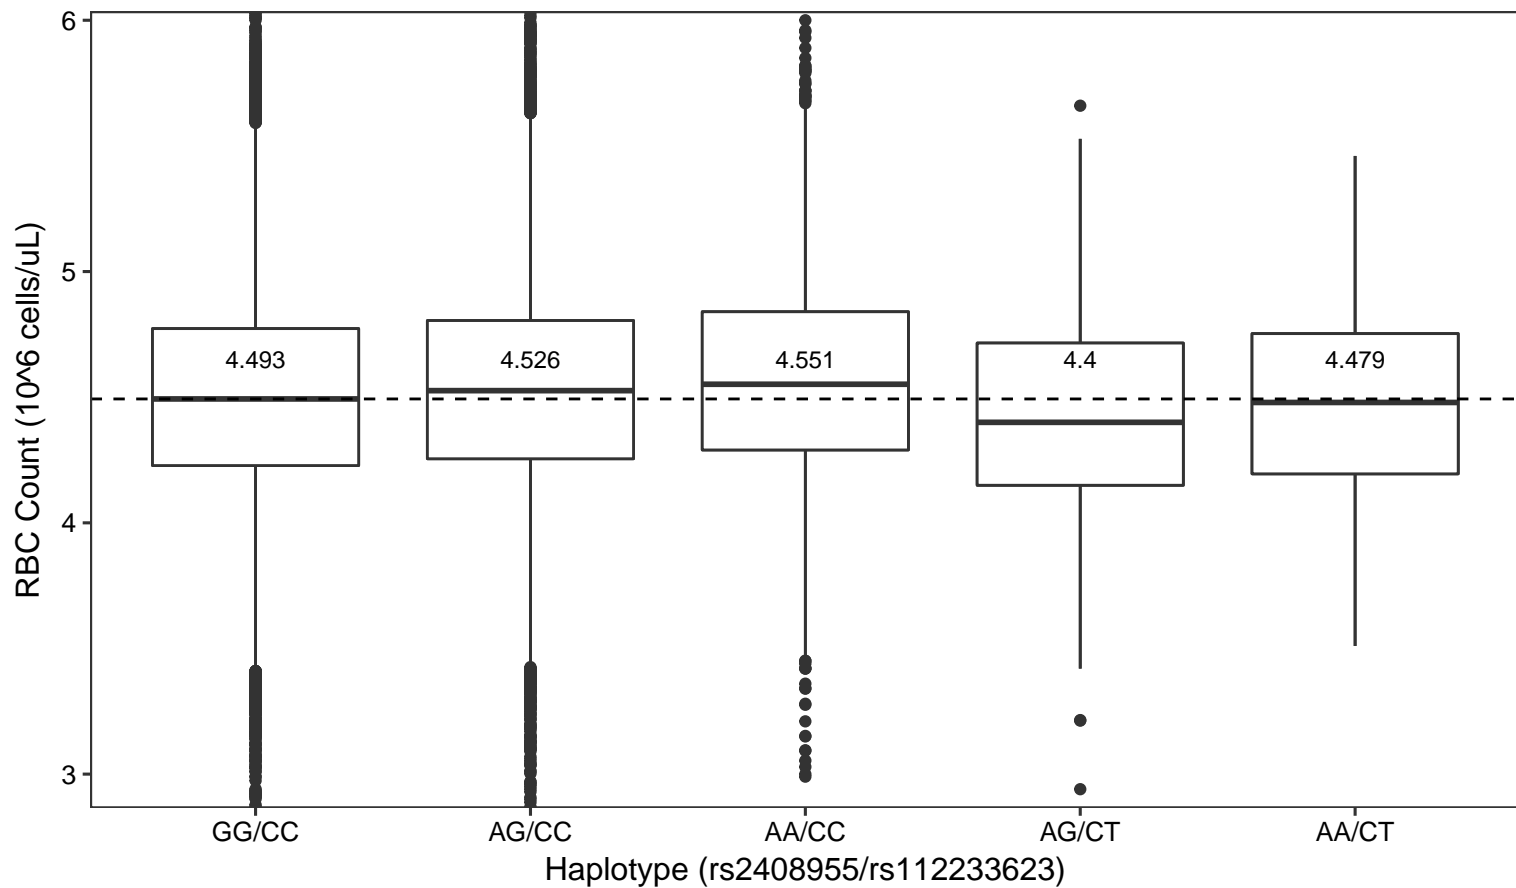 RBC Count (10^6 cells/uL)
6
5
4
3
4.493 4.526 4.551 4.4 4.479
GG/CC AG/CC AA/CC AG/CT AA/CT
Haplotype (rs2408955/rs112233623)